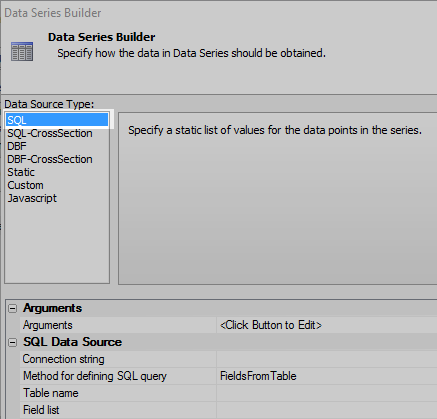 Data Series Builder
Data Series Builder
Specify how the data in Data Series should be obtained.
Data Source Type:
SQL
SQL-CrossSection
DBF
DBF-CrossSection
Static
Custom
Javascript
Specify a static list of values for the data points in the series.
Arguments
Arguments <Click Button to Edit>
SQL Data Source
Connection string
Method for defining SQL query FieldsFromTable
Table name
Field list